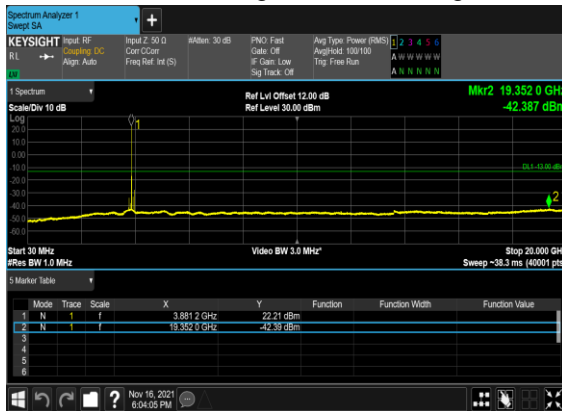 Spectrum Analyzer 1
Swept SA
KEYSIGHT Input: RF Input Z: 50 Ω #Atten: 30 dB PNO: Fast Avg Type: Power (RMS) 1 2 3 4 5 6
RL Coupling: DC Corr CCorr Gate: Off Avg|Hold: 100/100 A W W W W W
Align: Auto Freq Ref: Int (S) IF Gain: Low Trig: Free Run
LXI Sig Track: Off A N N N N N
1 Spectrum Ref Lvl Offset 12.00 dB Mkr2 19.352 0 GHz
Scale/Div 10 dB Ref Level 30.00 dBm -42.387 dBm
Log
20.0
10.0
0.00
-10.0
-20.0
-30.0
-40.0
-50.0
-60.0
1
DL1 -13.00 dBm
2
Start 30 MHz Video BW 3.0 MHz* Stop 20.000 GH
#Res BW 1.0 MHz Sweep ~38.3 ms (40001 pts
5 Marker Table
Mode Trace Scale X Y Function Function Width Function Value
1 N 1 f 3.881 2 GHz 22.21 dBm
2 N 1 f 19.352 0 GHz -42.39 dBm
3
4
5
6
? Nov 16, 2021
6:04:05 PM